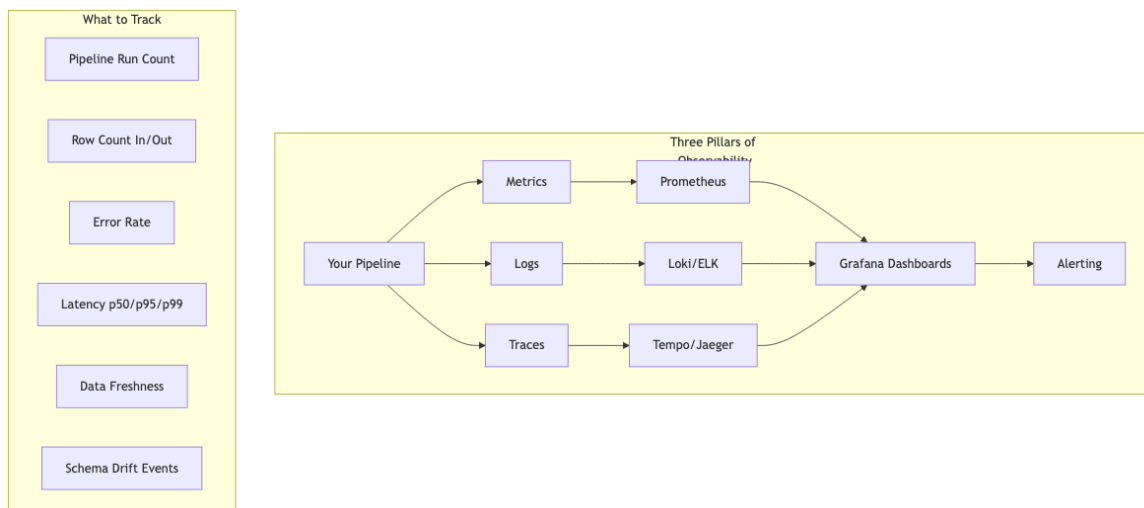 What to Track
Pipeline Run Count
Row Count In/Out
Error Rate
Latency p50/p95/p99
Data Freshness
Schema Drift Events
Three Pillars of
Observability
Metrics
Prometheus
Your Pipeline
Logs
Loki/ELK
Grafana Dashboards
Alerting
Traces
Tempo/Jaeger